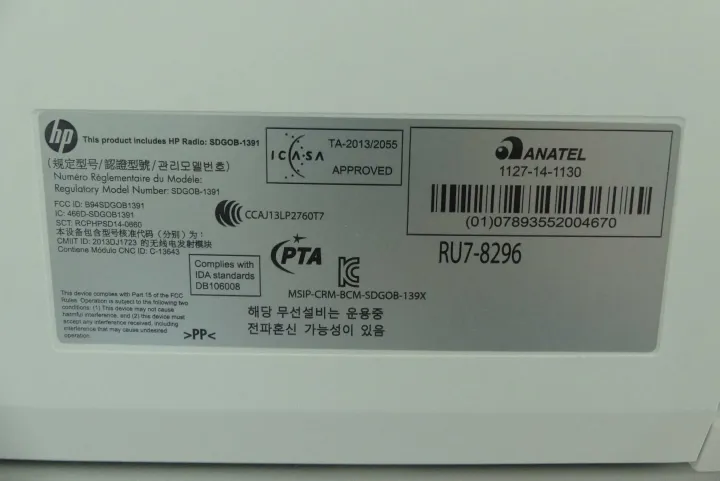 hp
This product includes HP Radio: SDGOB-1391
(规定型号/認證型號/관리모델번호)
Numéro Réglementaire du Modèle:
Regulatory Model Number: SDGOB-1391
FCC ID: B94SDGOB1391
IC: 466D-SDGOB1391
SCT: RCPHPSD14-0860
本设备包含型号核准代码（分别）为：
CMIIT ID: 2013DJ1723 的无线电发射模块
Contiene Módulo CNC ID: C-13643
ICASA
TA-2013/2055
APPROVED
CCAJ13LP2760T7
Complies with
IDA standards
DB106008
PTA
MSIP-CRM-BCM-SDGOB-139X
해당 무선설비는 운용중
전파혼신 가능성이 있음
This device complies with Part 15 of the FCC
Rules. Operation is subject to the following two
conditions: (1) This device may not cause
harmful interference, and (2) this device must
accept any interference received, including
interference that may cause undesired
operation.
>PP<
ANATEL
1127-14-1130
(01)07893552004670
RU7-8296